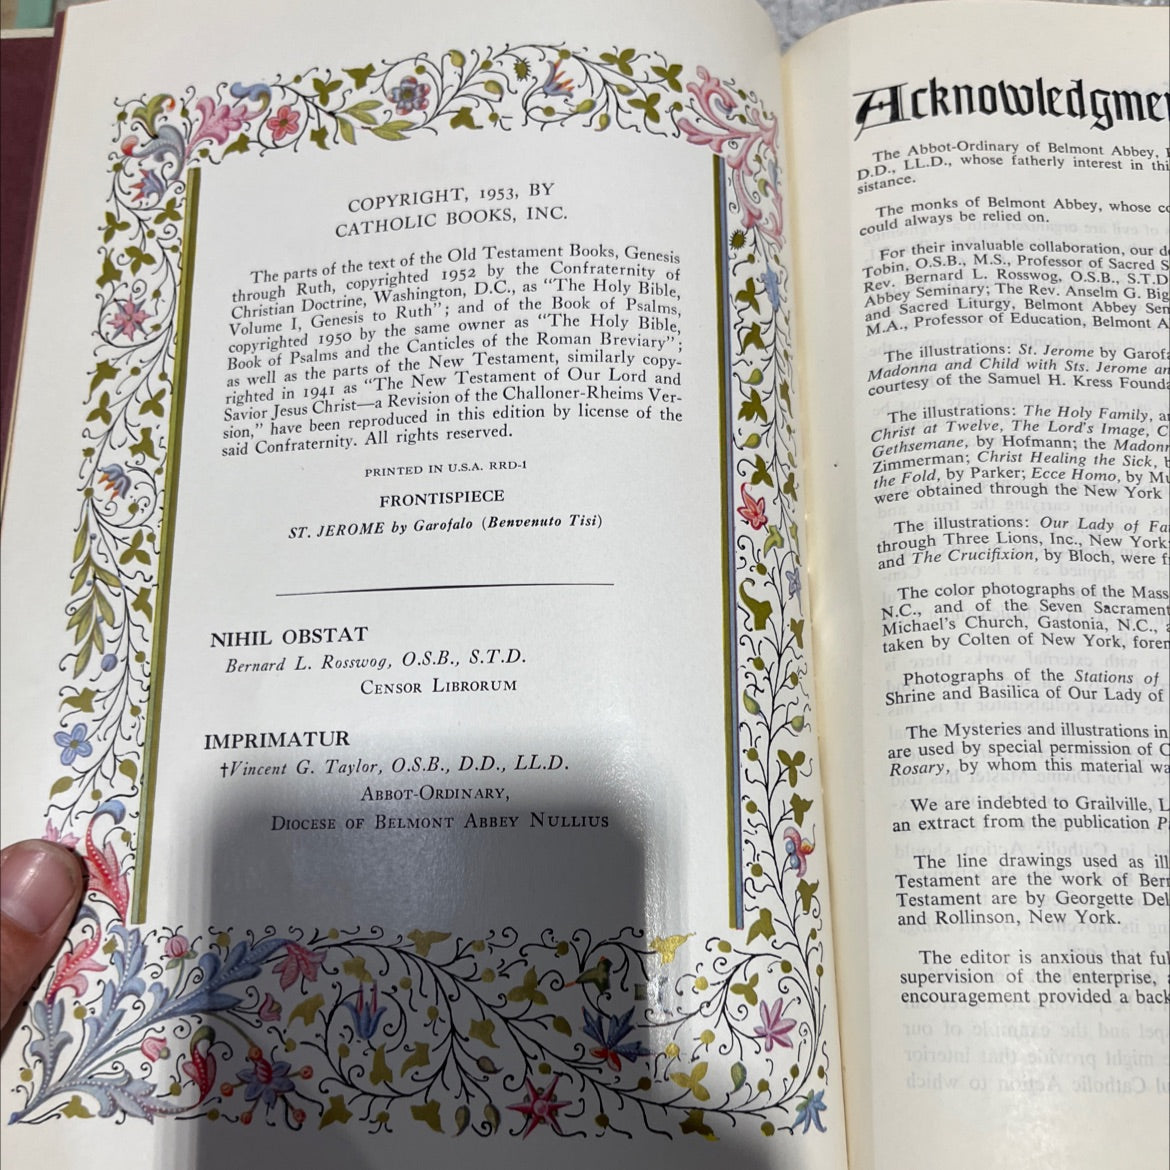 COPYRIGHT, 1953, BY
CATHOLIC BOOKS, INC.
The parts of the text of the Old Testament Books, Genesis
through Ruth, copyrighted 1952 by the Confraternity of
Christian Doctrine, Washington, D.C., as “The Holy Bible,
Volume I, Genesis to Ruth”; and of the Book of Psalms,
copyrighted 1950 by the same owner as “The Holy Bible,
Book of Psalms and the Canticles of the Roman Breviary”;
as well as the parts of the New Testament, similarly copy-
righted in 1941 as “The New Testament of Our Lord and
Savior Jesus Christ—a Revision of the Challoner-Rheims Ver-
sion,” have been reproduced in this edition by license of the
said Confraternity. All rights reserved.
PRINTED IN U.S.A. RRD-1
FRONTISPIECE
ST. JEROME by Garofalo (Benvenuto Tisi)
NIHIL OBSTAT
Bernard L. Rosswog, O.S.B., S.T.D.
CENSOR LIBRORUM
IMPRIMATUR
†Vincent G. Taylor, O.S.B., D.D., LL.D.
ABBOT-ORDINARY,
DIOCESE OF BELMONT ABBEY NULLIUS
Acknowledgme
The Abbot-Ordinary of Belmont Abbey,
D.D., LL.D., whose fatherly interest in thi
sistance.
The monks of Belmont Abbey, whose co
could always be relied on.
For their invaluable collaboration, our de
Tobin, O.S.B., M.S., Professor of Sacred S
Rev. Bernard L. Rosswog, O.S.B., S.T.D
Abbey Seminary; The Rev. Anselm G. Big
and Sacred Liturgy, Belmont Abbey Sem
M.A., Professor of Education, Belmont A
The illustrations: St. Jerome by Garofa
Madonna and Child with Sts. Jerome an
courtesy of the Samuel H. Kress Founda
The illustrations: The Holy Family, an
Christ at Twelve, The Lord's Image, C
Gethsemane, by Hofmann; the Madonn
Zimmerman; Christ Healing the Sick, b
the Fold, by Parker; Ecce Homo, by Mu
were obtained through the New York
The illustrations: Our Lady of Fa
through Three Lions, Inc., New York
and The Crucifixion, by Bloch, were f
The color photographs of the Mass
N.C., and of the Seven Sacrament
Michael's Church, Gastonia, N.C., a
taken by Colten of New York, forem
Photographs of the Stations of
Shrine and Basilica of Our Lady of
The Mysteries and illustrations in
are used by special permission of C
Rosary, by whom this material wa
We are indebted to Grailville, L
an extract from the publication P
The line drawings used as ill
Testament are the work of Bern
Testament are by Georgette Del
and Rollinson, New York.
The editor is anxious that ful
supervision of the enterprise,
encouragement provided a back